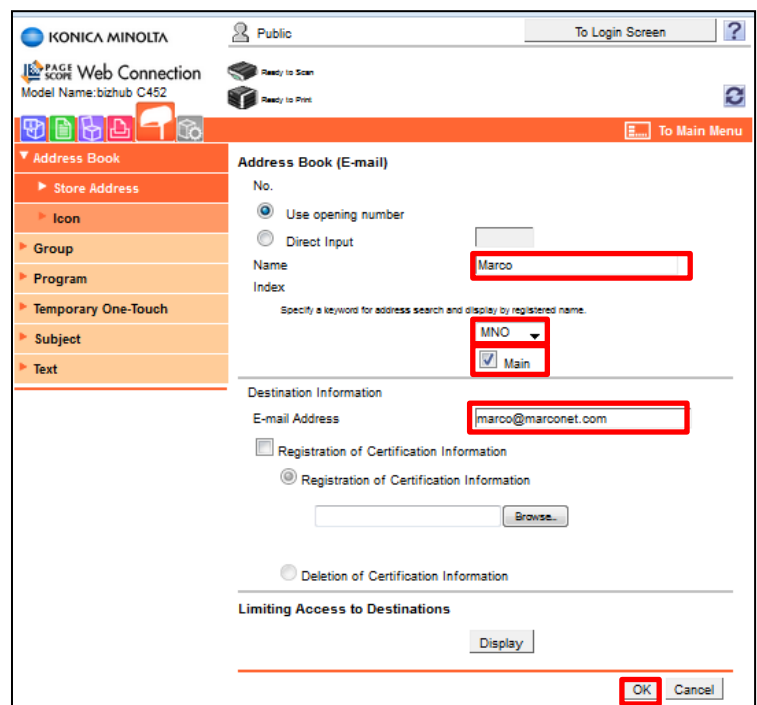 KONICA MINOLTA
Public
To Login Screen
?
PAGE SCOPE Web Connection
Model Name:bizhub C452
Ready to Scan
Ready to Print
To Main Menu
Address Book
Store Address
Icon
Group
Program
Temporary One-Touch
Subject
Text
Address Book (E-mail)
No.
Use opening number
Direct Input
Name
Marco
Index
Specify a keyword for address search and display by registered name.
MNO
Main
Destination Information
E-mail Address
marco@marconet.com
Registration of Certification Information
Registration of Certification Information
Browse..
Deletion of Certification Information
Limiting Access to Destinations
Display
OK
Cancel